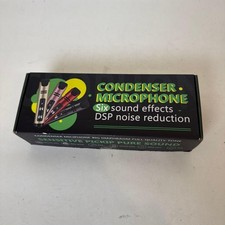 CONDENSER
MICROPHONE
Six sound effects
DSP noise reduction
SENSITIVE PICKUP PURE SOUND